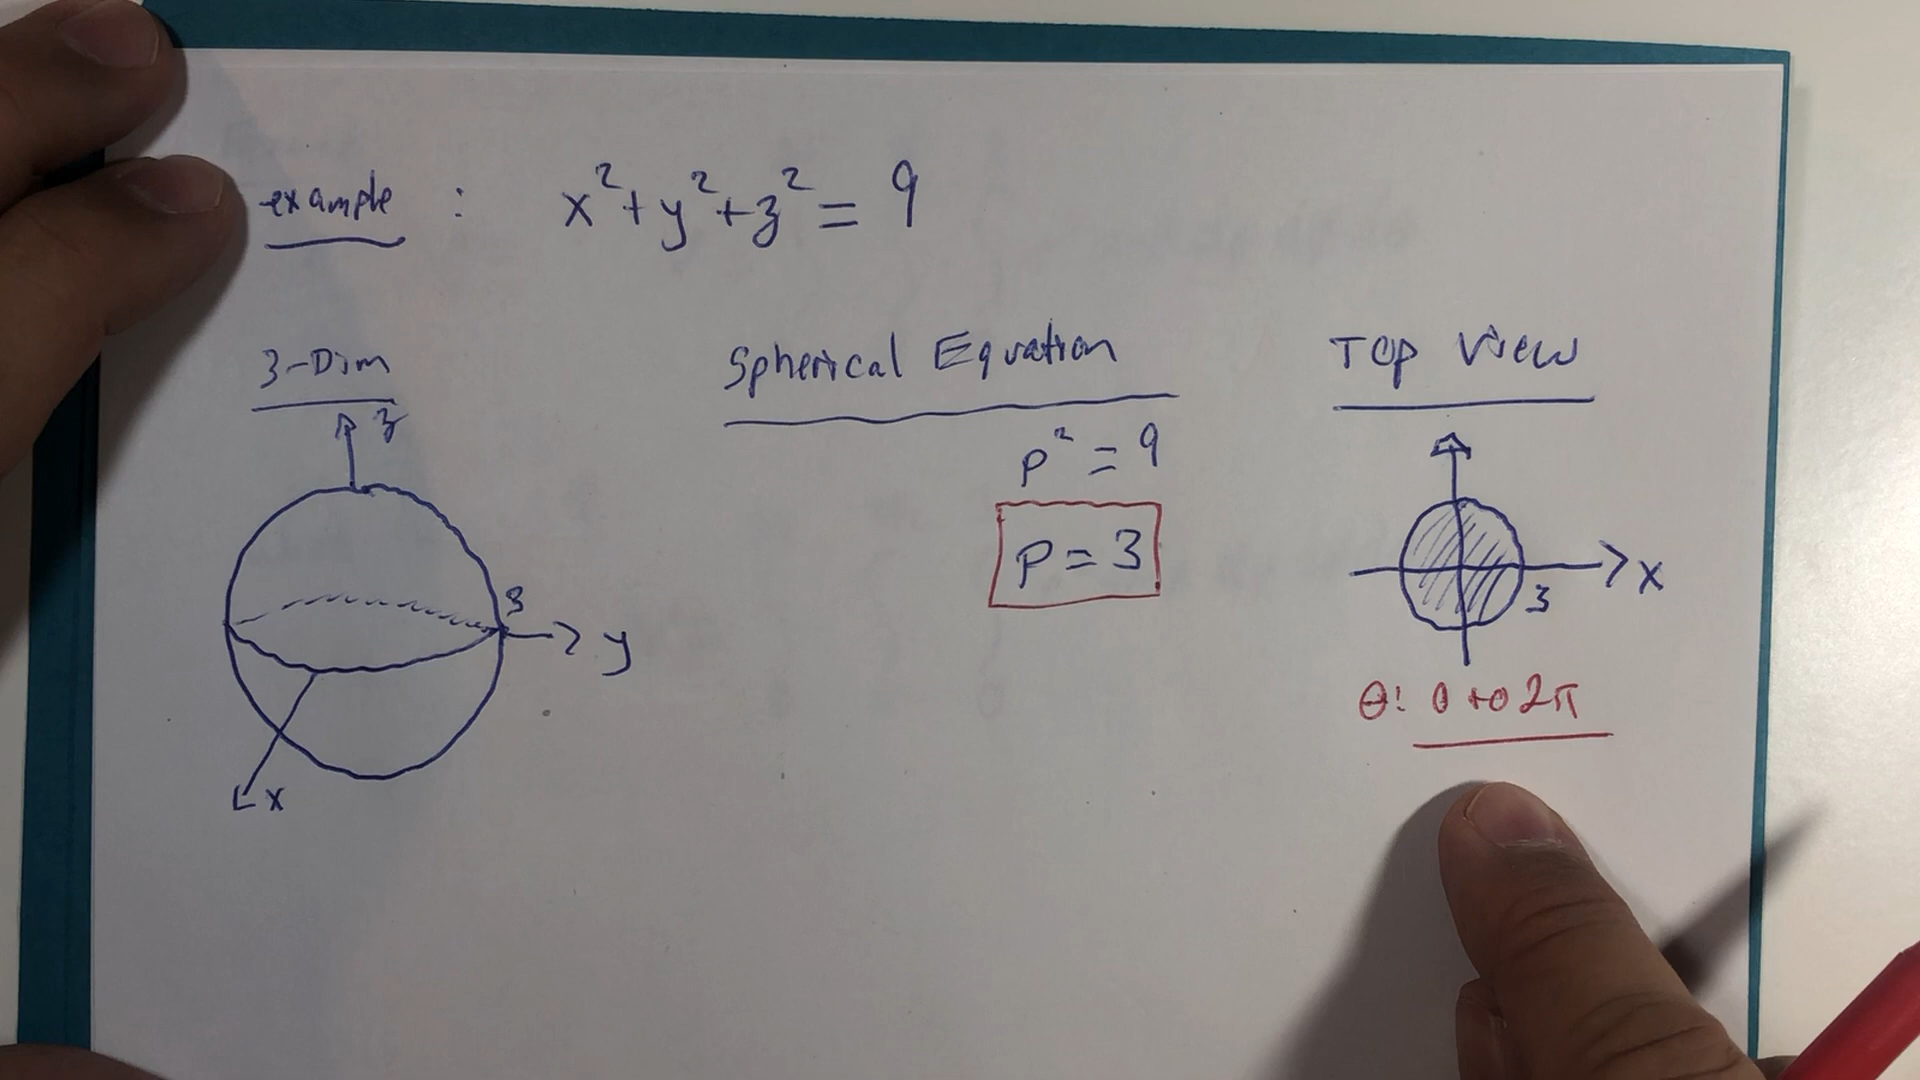 example : x²+y²+z² = 9
3-Dim
z
3
y
x
Spherical Equation
ρ² = 9
ρ = 3
Top View
x
3
θ: 0 to 2π